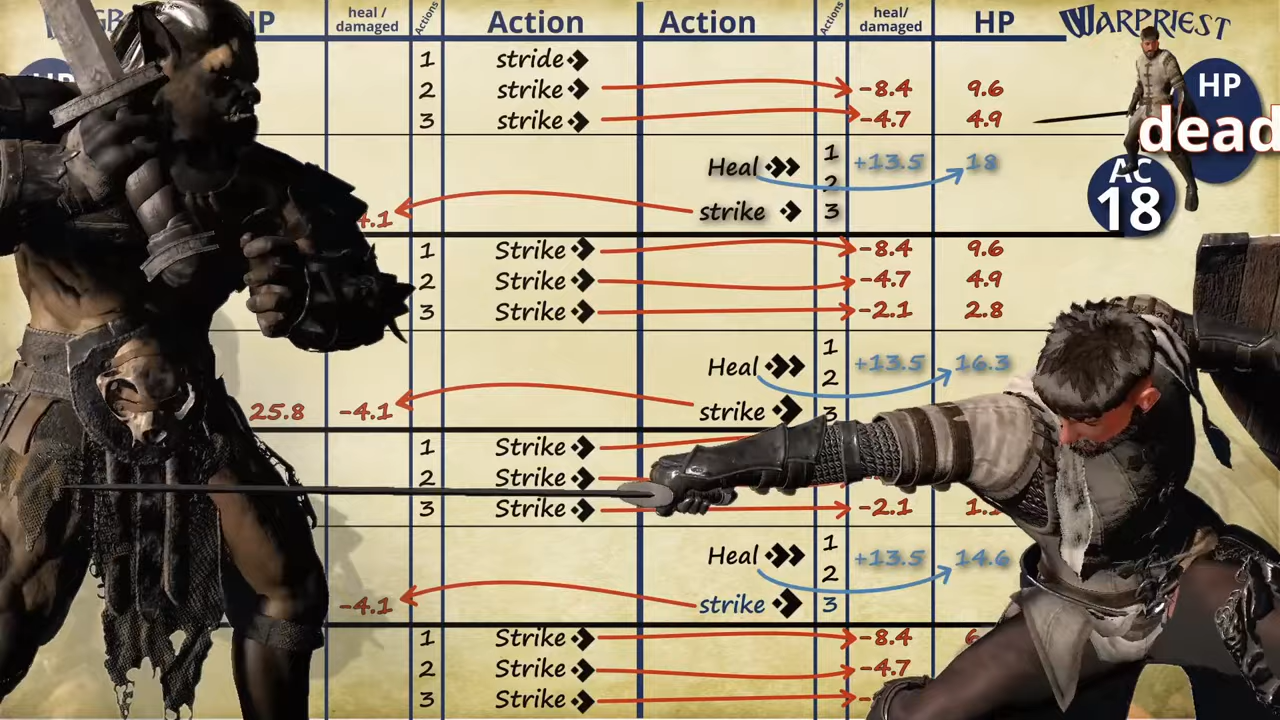 HP heal/ damaged Actions Action Action Actions heal/ damaged HP WARPRIEST
1 stride
2 strike -8.4 9.6 HP
3 strike -4.7 4.9 dead
Heal 1 +13.5 18
2 AC
strike 3 18
1 Strike -8.4 9.6
2 Strike -4.7 4.9
3 Strike -2.1 2.8
Heal 1 +13.5 16.3
2
25.8 -4.1 strike 3
1 Strike
2 Strike
3 Strike -2.1
Heal 1 +13.5 14.6
2
-4.1 strike 3
1 Strike -8.4
2 Strike -4.7
3 Strike